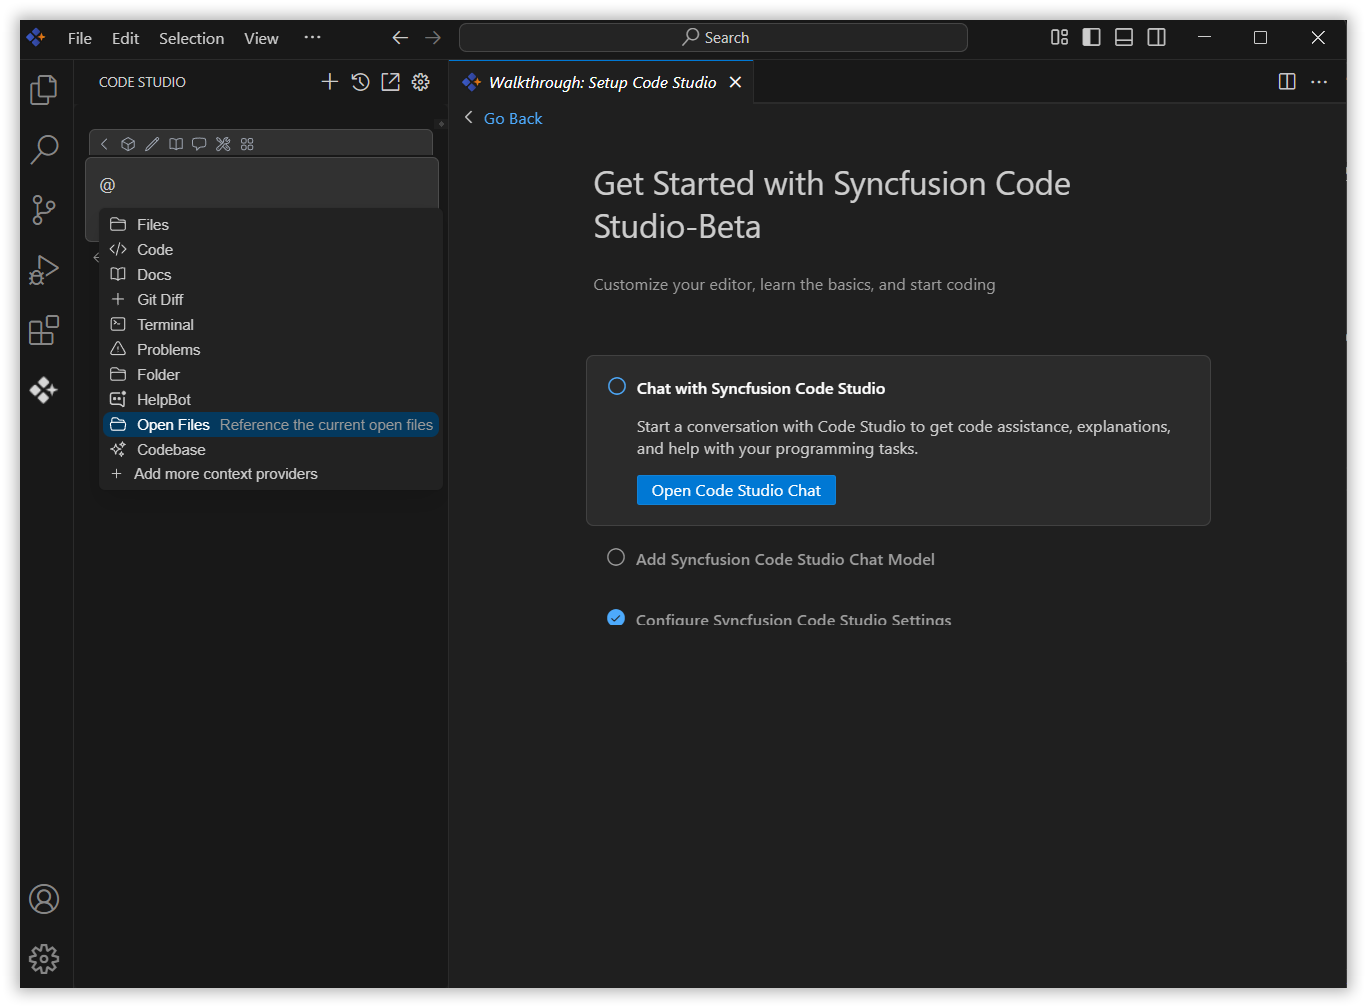 File Edit Selection View ··· Search
CODE STUDIO
Walkthrough: Setup Code Studio
Go Back
@
Files
Code
Docs
Git Diff
Terminal
Problems
Folder
HelpBot
Open Files Reference the current open files
Codebase
Add more context providers
Get Started with Syncfusion Code
Studio-Beta
Customize your editor, learn the basics, and start coding
Chat with Syncfusion Code Studio
Start a conversation with Code Studio to get code assistance, explanations,
and help with your programming tasks.
Open Code Studio Chat
Add Syncfusion Code Studio Chat Model
Configure Syncfusion Code Studio Settings